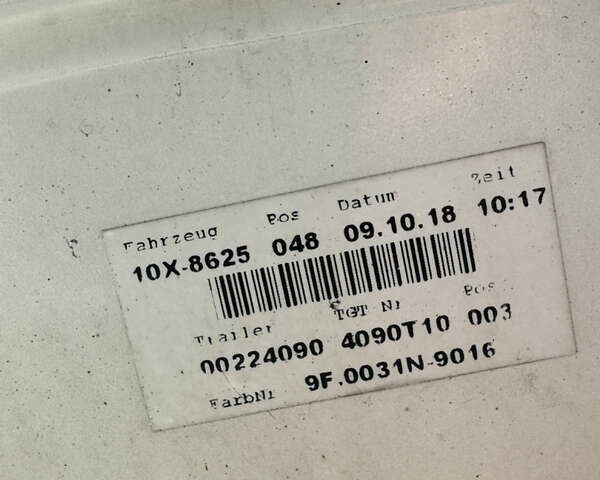 Fahrzeug Pos Datum Zeit
10X-8625 048 09.10.18 10:17
Trailer TGT Nr Pos
00224090 4090T10 003
FarbNr 9F.0031N-9016